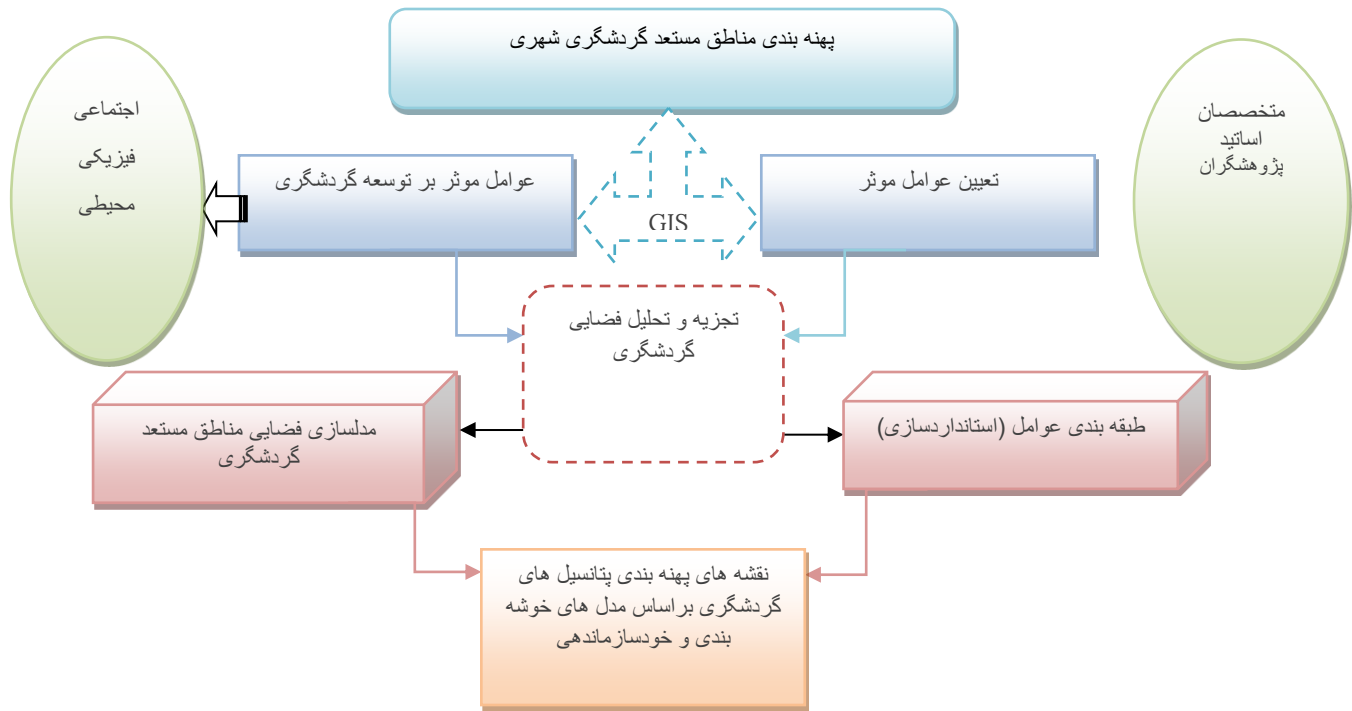 پهنه بندی مناطق مستعد گردشگری شهری
متخصصان
اساتید
پژوهشگران
اجتماعی
فیزیکی
محیطی
تعیین عوامل موثر
عوامل موثر بر توسعه گردشگری
GIS
تجزیه و تحلیل فضایی
گردشگری
طبقه بندی عوامل (استانداردسازی)
مدلسازی فضایی مناطق مستعد
گردشگری
نقشه های پهنه بندی پتانسیل های
گردشگری براساس مدل های خوشه
بندی و خودسازماندهی